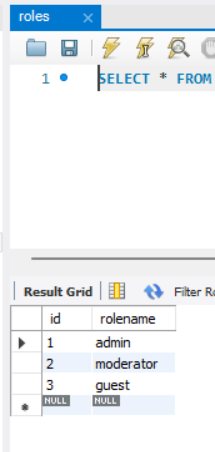 roles
1 SELECT * FROM
Result Grid Filter Ro
id rolename
1 admin
2 moderator
3 guest
NULL NULL